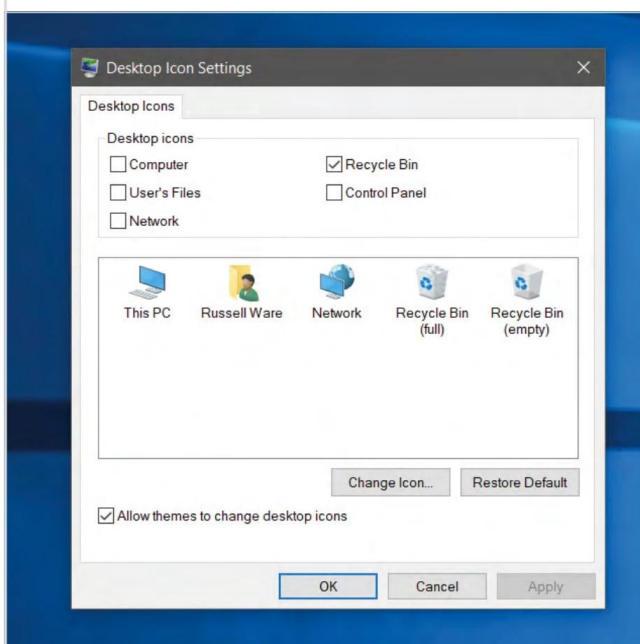 Desktop Icon Settings
Desktop Icons
Desktop icons
Computer
Recycle Bin
User's Files
Control Panel
Network
This PC
Russell Ware
Network
Recycle Bin
(full)
Recycle Bin
(empty)
Change Icon...
Restore Default
Allow themes to change desktop icons
OK
Cancel
Apply